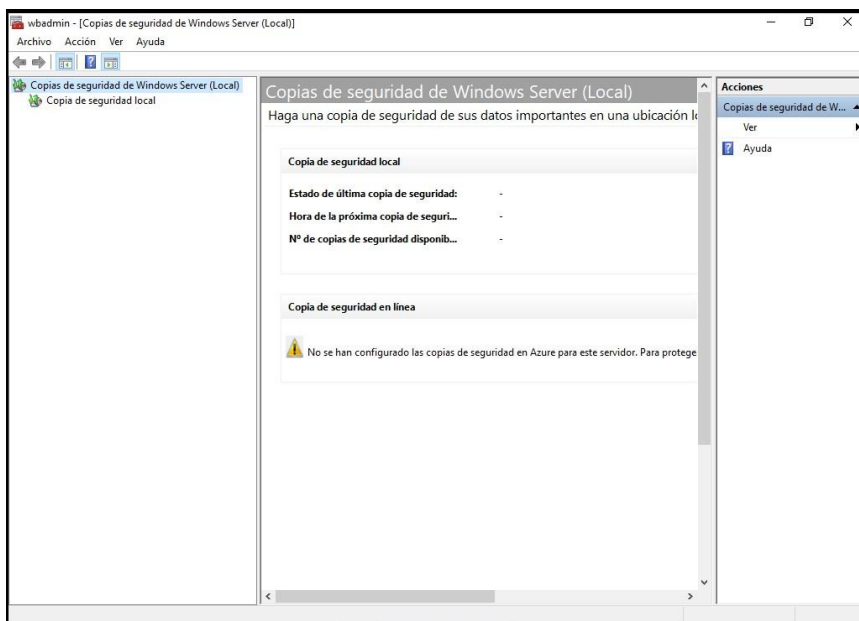 wbadmin - [Copias de seguridad de Windows Server (Local)]
Archivo Acción Ver Ayuda
Copias de seguridad de Windows Server (Local)
Copia de seguridad local
Copias de seguridad de Windows Server (Local)
Haga una copia de seguridad de sus datos importantes en una ubicación lo
Copia de seguridad local
Estado de última copia de seguridad: -
Hora de la próxima copia de seguri... -
Nº de copias de seguridad disponib... -
Copia de seguridad en línea
No se han configurado las copias de seguridad en Azure para este servidor. Para protege
Acciones
Copias de seguridad de W...
Ver
Ayuda